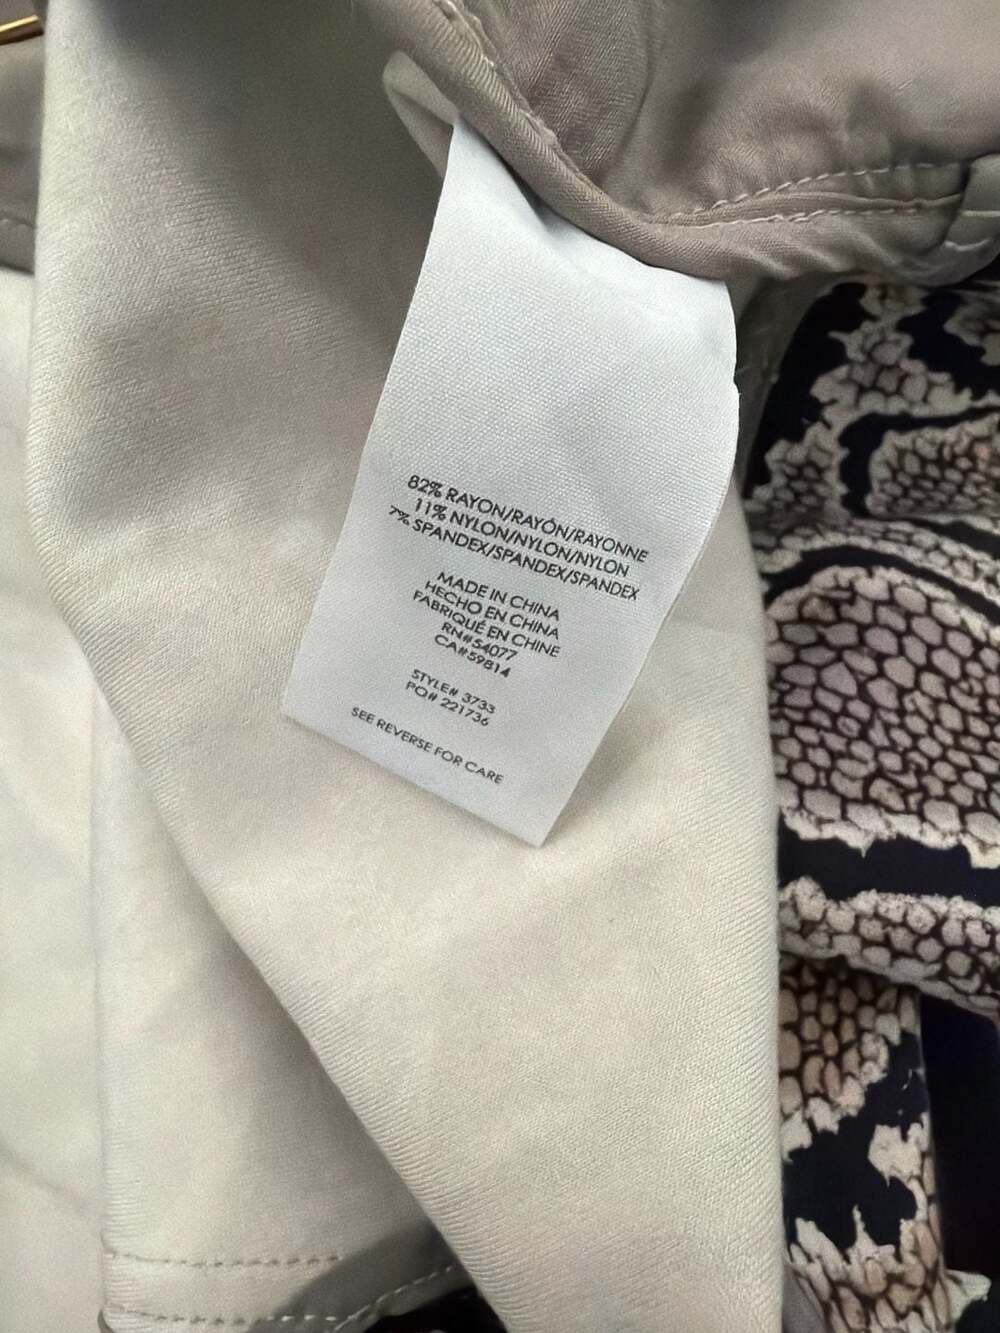 82% RAYON/RAYÓN/RAYONNE
11% NYLON/NYLON/NYLON
7% SPANDEX/SPANDEX/SPANDEX
MADE IN CHINA
HECHO EN CHINA
FABRIQUÉ EN CHINE
RN#54077
CA#59814
STYLE# 3733
PO# 221736
SEE REVERSE FOR CARE